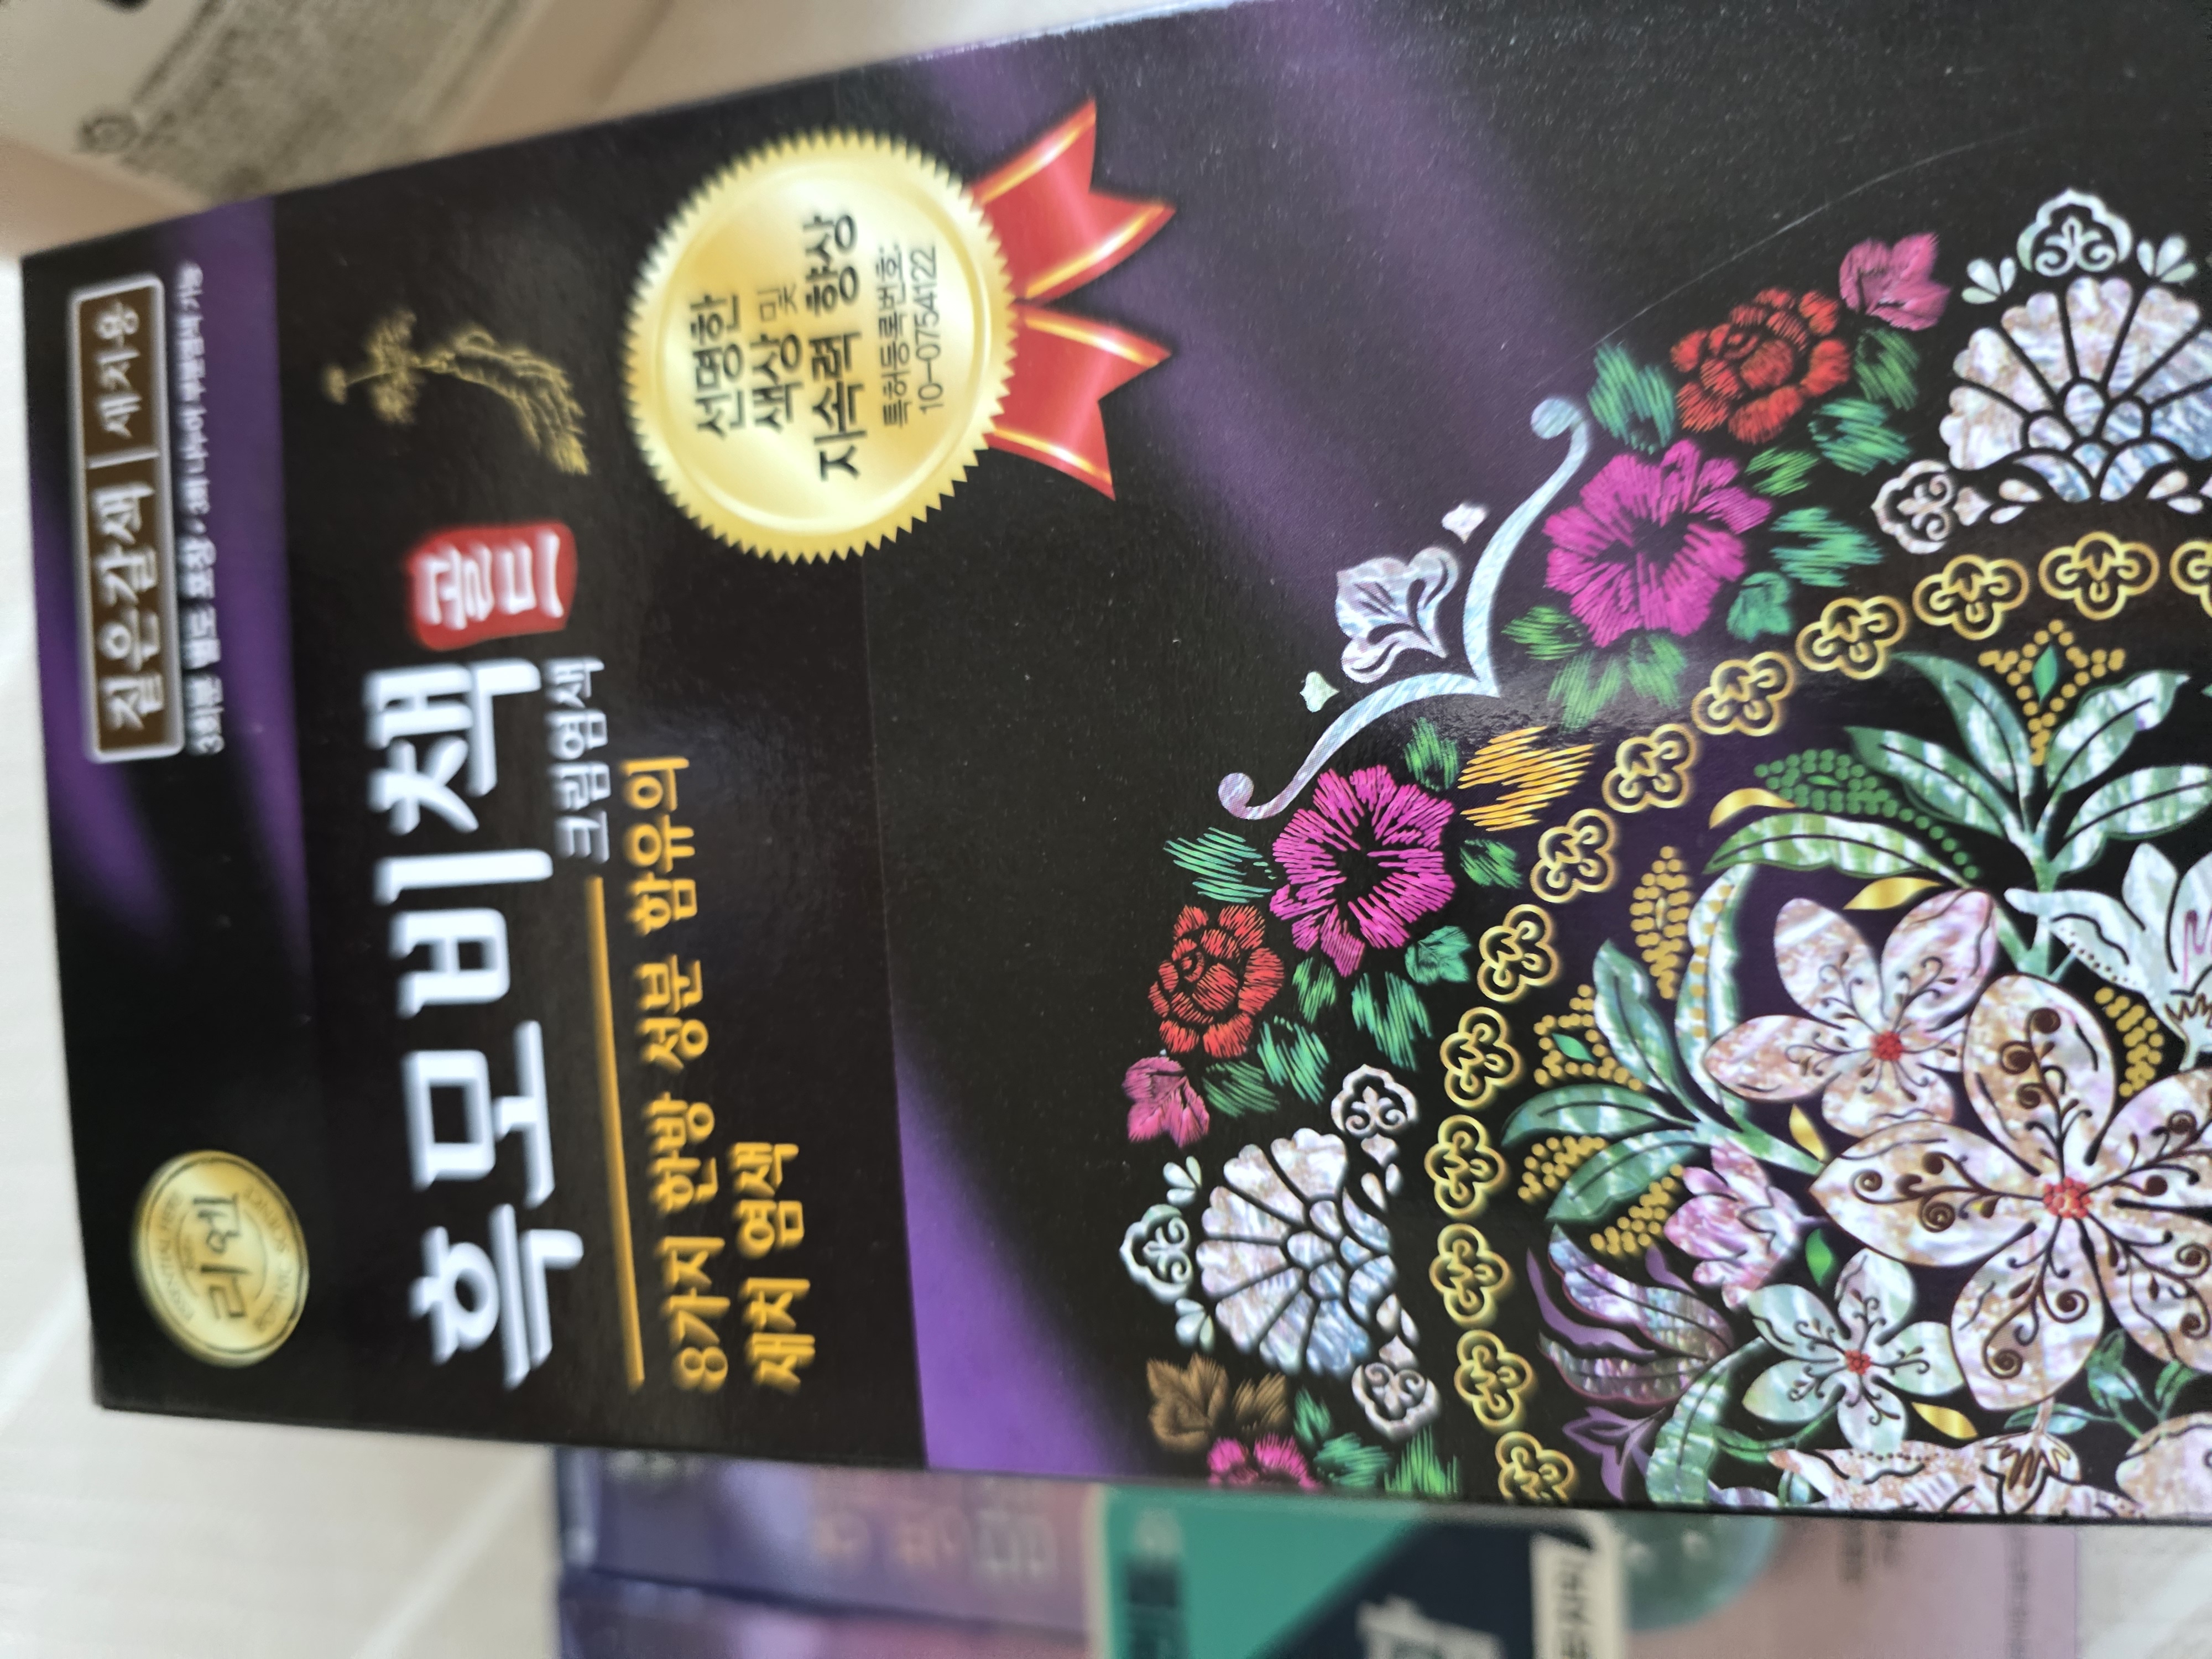 리엔
짙은갈색 | 새치용
3회분 별도 포장·3회 나누어 부분염색 가능
흑모비책 골드
크림염색
8가지 한방 성분 함유의
새치 염색
선명한
색상 및
지속력 향상
특허등록번호:
10-0754122